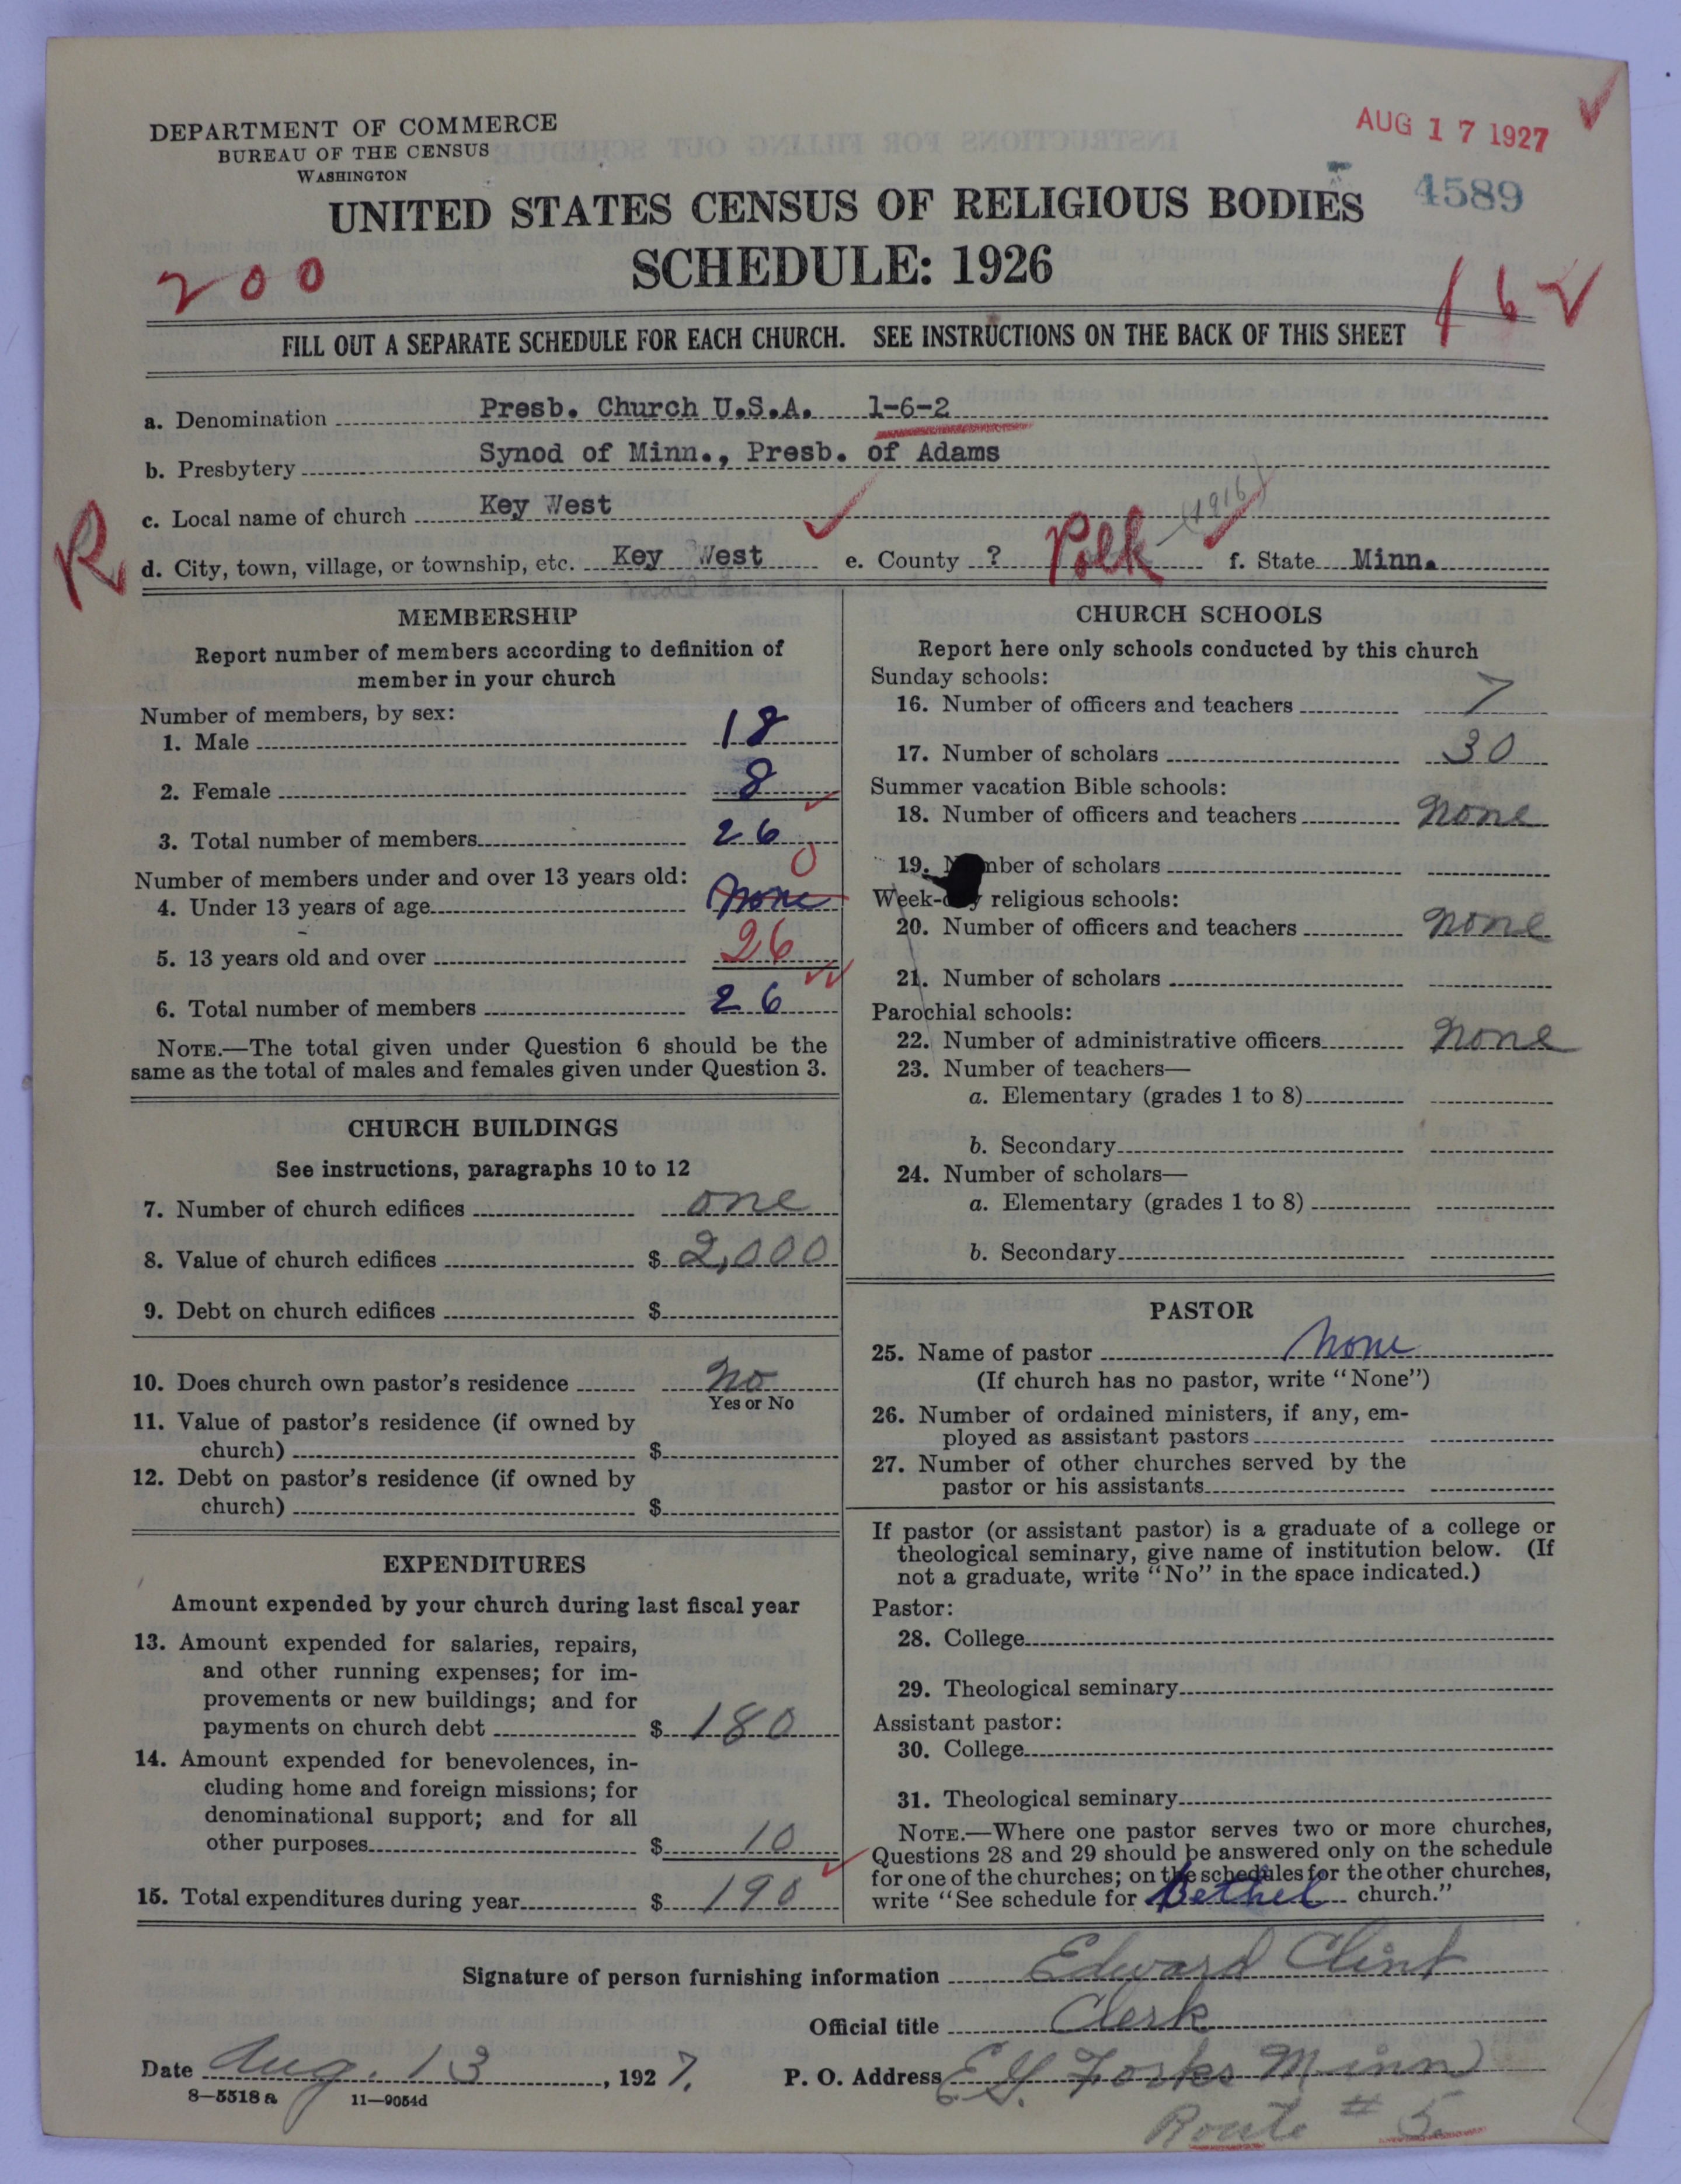 DEPARTMENT OF COMMERCE
BUREAU OF THE CENSUS
WASHINGTON
AUG 17 1927
4589
UNITED STATES CENSUS OF RELIGIOUS BODIES
SCHEDULE: 1926
200
162
FILL OUT A SEPARATE SCHEDULE FOR EACH CHURCH. SEE INSTRUCTIONS ON THE BACK OF THIS SHEET
a. Denomination Presb. Church U.S.A. 1-6-2
b. Presbytery Synod of Minn., Presb. of Adams
c. Local name of church Key West
R
d. City, town, village, or township, etc. Key West e. County ? Polk (1916) f. State Minn.
MEMBERSHIP
Report number of members according to definition of
member in your church
Number of members, by sex:
1. Male 18
2. Female 8
3. Total number of members 26
Number of members under and over 13 years old:
0
4. Under 13 years of age none
5. 13 years old and over 26
6. Total number of members 26
NOTE.—The total given under Question 6 should be the
same as the total of males and females given under Question 3.
CHURCH BUILDINGS
See instructions, paragraphs 10 to 12
7. Number of church edifices one
8. Value of church edifices $ 2,000
9. Debt on church edifices $
10. Does church own pastor's residence no
Yes or No
11. Value of pastor's residence (if owned by
church) $
12. Debt on pastor's residence (if owned by
church) $
EXPENDITURES
Amount expended by your church during last fiscal year
13. Amount expended for salaries, repairs,
and other running expenses; for im-
provements or new buildings; and for
payments on church debt $ 180
14. Amount expended for benevolences, in-
cluding home and foreign missions; for
denominational support; and for all
other purposes $ 10
15. Total expenditures during year $ 190
CHURCH SCHOOLS
Report here only schools conducted by this church
Sunday schools:
16. Number of officers and teachers 7
17. Number of scholars 30
Summer vacation Bible schools:
18. Number of officers and teachers none
19. Number of scholars
Week-day religious schools:
20. Number of officers and teachers none
21. Number of scholars
Parochial schools:
22. Number of administrative officers none
23. Number of teachers—
a. Elementary (grades 1 to 8)
b. Secondary
24. Number of scholars—
a. Elementary (grades 1 to 8)
b. Secondary
PASTOR
25. Name of pastor None
(If church has no pastor, write "None")
26. Number of ordained ministers, if any, em-
ployed as assistant pastors
27. Number of other churches served by the
pastor or his assistants
If pastor (or assistant pastor) is a graduate of a college or
theological seminary, give name of institution below. (If
not a graduate, write "No" in the space indicated.)
Pastor:
28. College
29. Theological seminary
Assistant pastor:
30. College
31. Theological seminary
NOTE.—Where one pastor serves two or more churches,
Questions 28 and 29 should be answered only on the schedule
for one of the churches; on the schedules for the other churches,
write "See schedule for Bethel church."
Signature of person furnishing information Edward Clint
Official title Clerk
Date Aug. 13, 1927. P. O. Address E G. Forks Minn
8—5518 a 11—9054d
Route # 5.